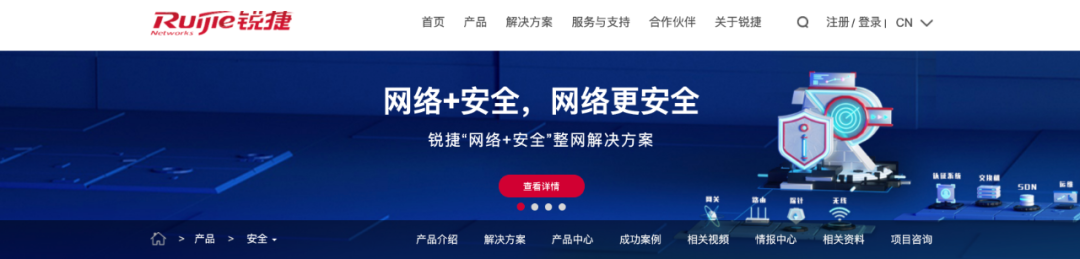 Ruijie锐捷
Networks
首页 产品 解决方案 服务与支持 合作伙伴 关于锐捷 注册/登录| CN
网络+安全，网络更安全
锐捷“网络+安全”整网解决方案
查看详情
认证系统 交换机 SDN 运维
网关 路由 探针 无线
> 产品 > 安全
产品介绍 解决方案 产品中心 成功案例 相关视频 情报中心 相关资料 项目咨询